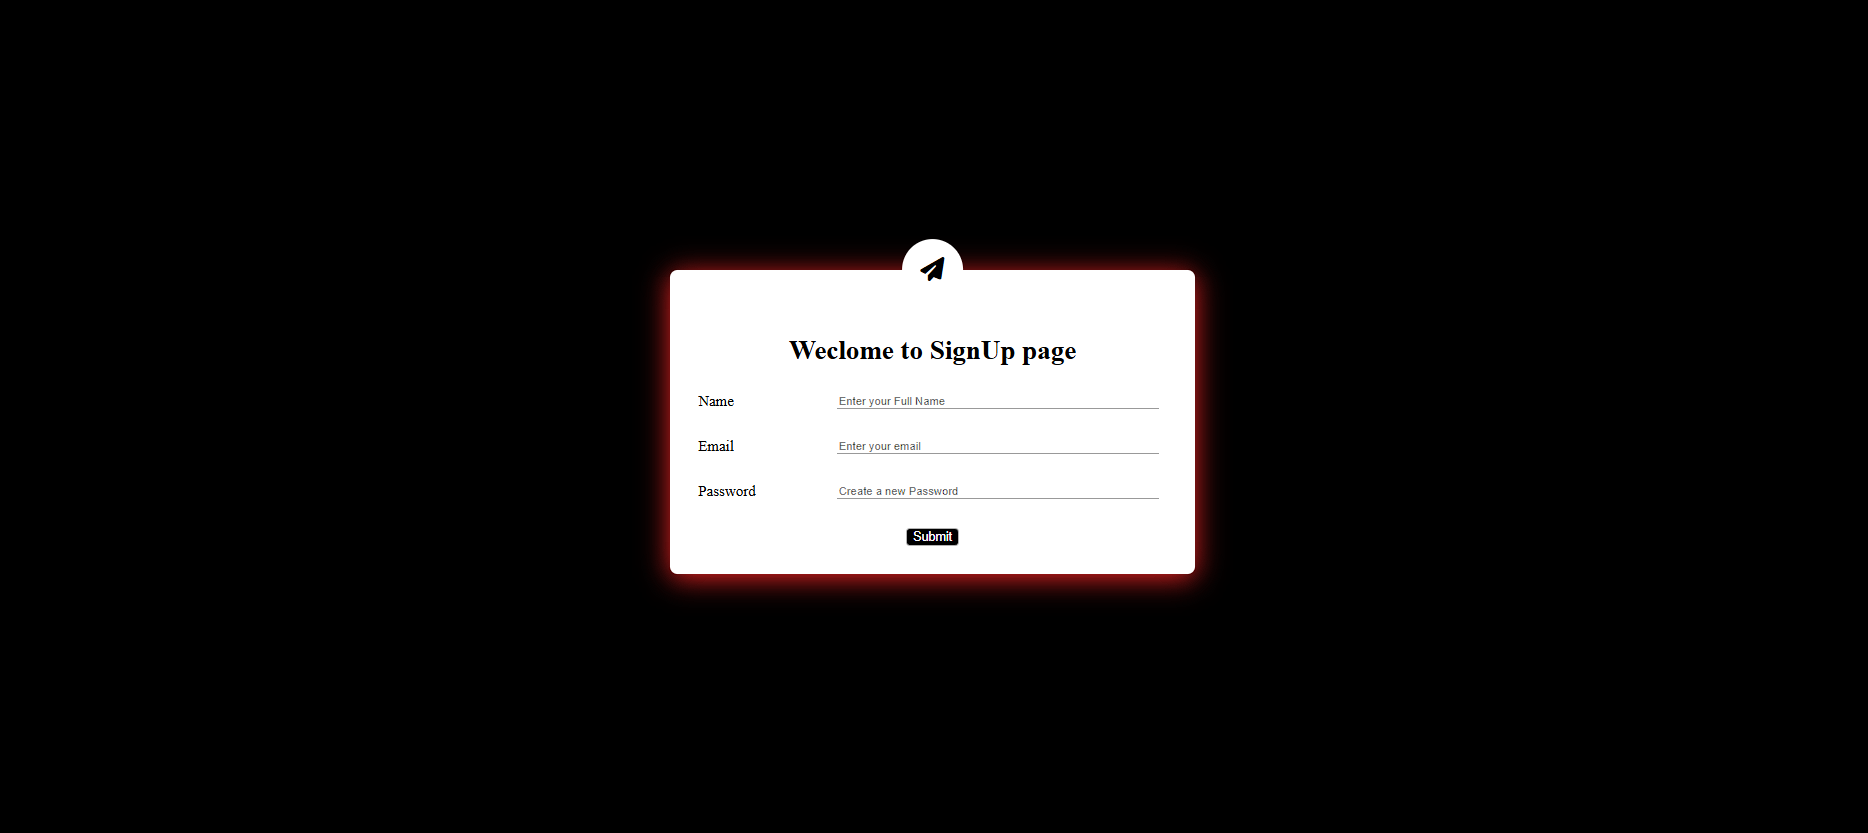 Weclome to SignUp page
Name Enter your Full Name
Email Enter your email
Password Create a new Password
Submit